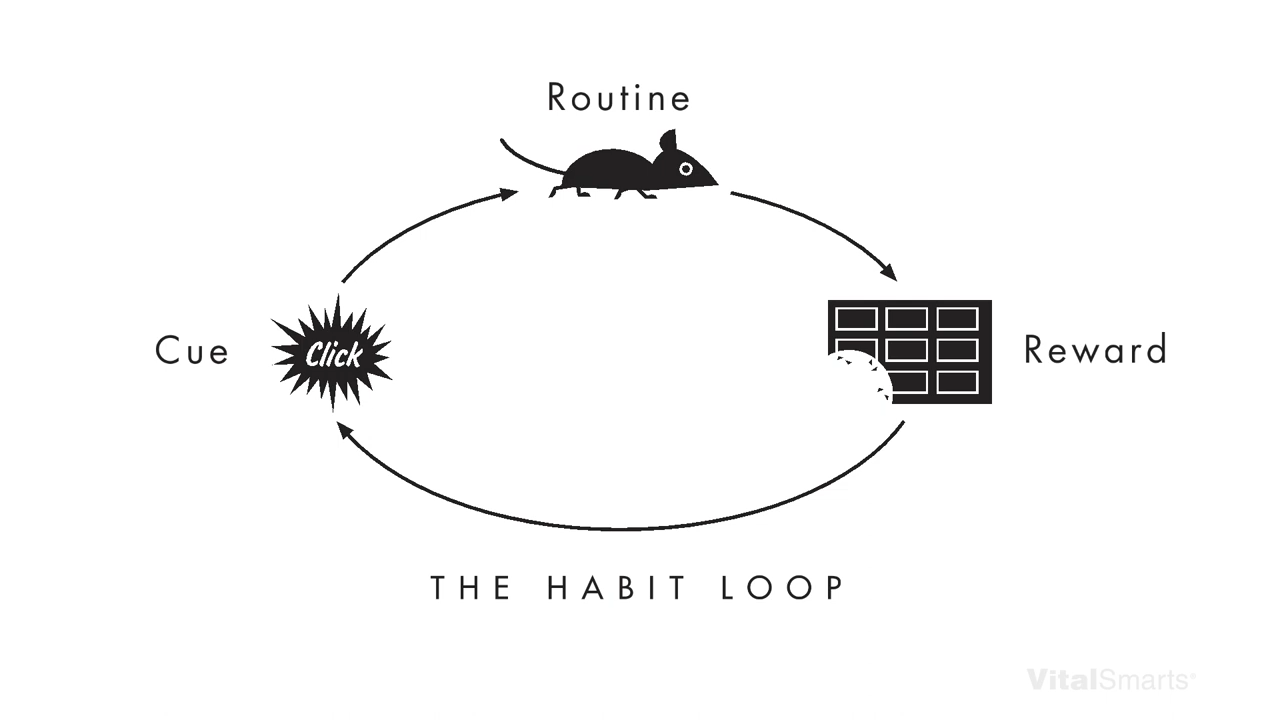 Routine
Cue
Click
Reward
THE HABIT LOOP
VitalSmarts®